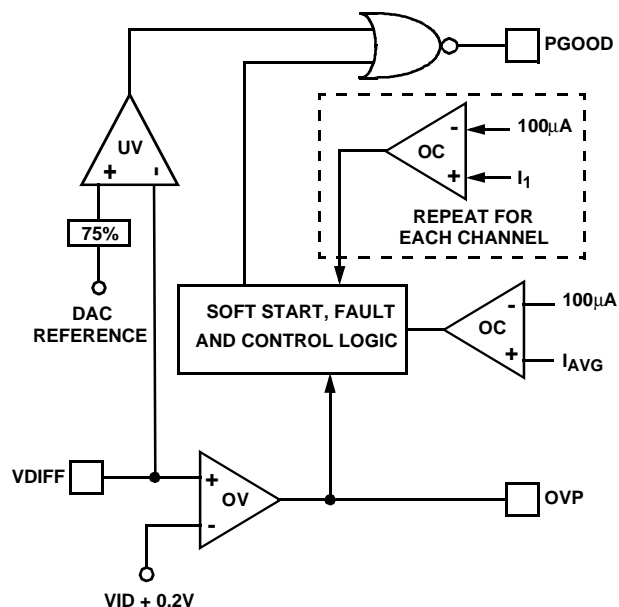 PGOOD
100µA
-
OC
+
I1
REPEAT FOR
EACH CHANNEL
UV
+
-
75%
DAC
REFERENCE
SOFT START, FAULT
AND CONTROL LOGIC
100µA
-
OC
+
IAVG
VDIFF
+
OV
-
OVP
VID + 0.2V